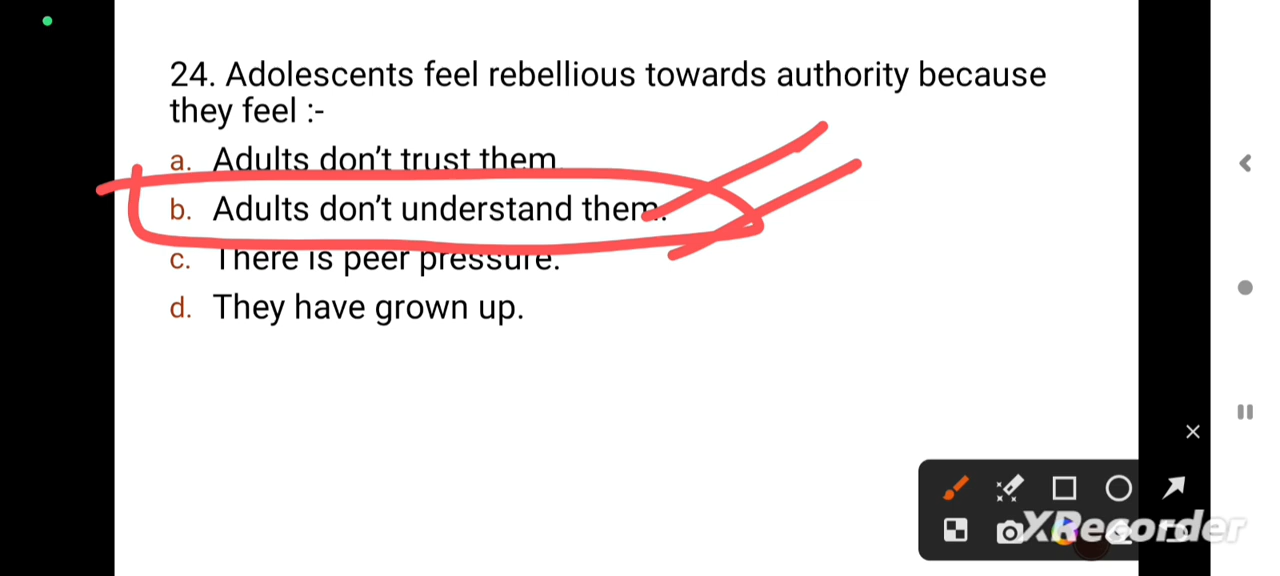 24. Adolescents feel rebellious towards authority because
they feel :-
a. Adults don't trust them.
b. Adults don't understand them.
c. There is peer pressure.
d. They have grown up.
XRecorder